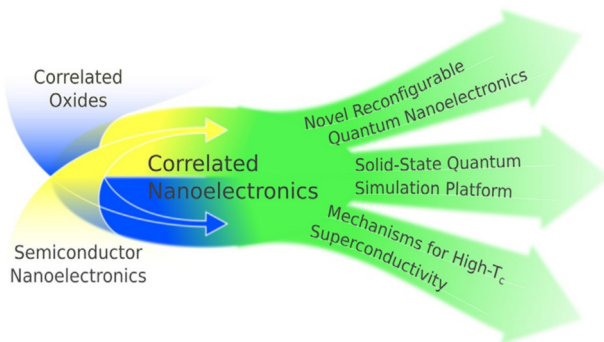 Correlated
Oxides
Correlated
Nanoelectronics
Semiconductor
Nanoelectronics
Novel Reconfigurable
Quantum Nanoelectronics
Solid-State Quantum
Simulation Platform
Mechanisms for High-Tc
Superconductivity